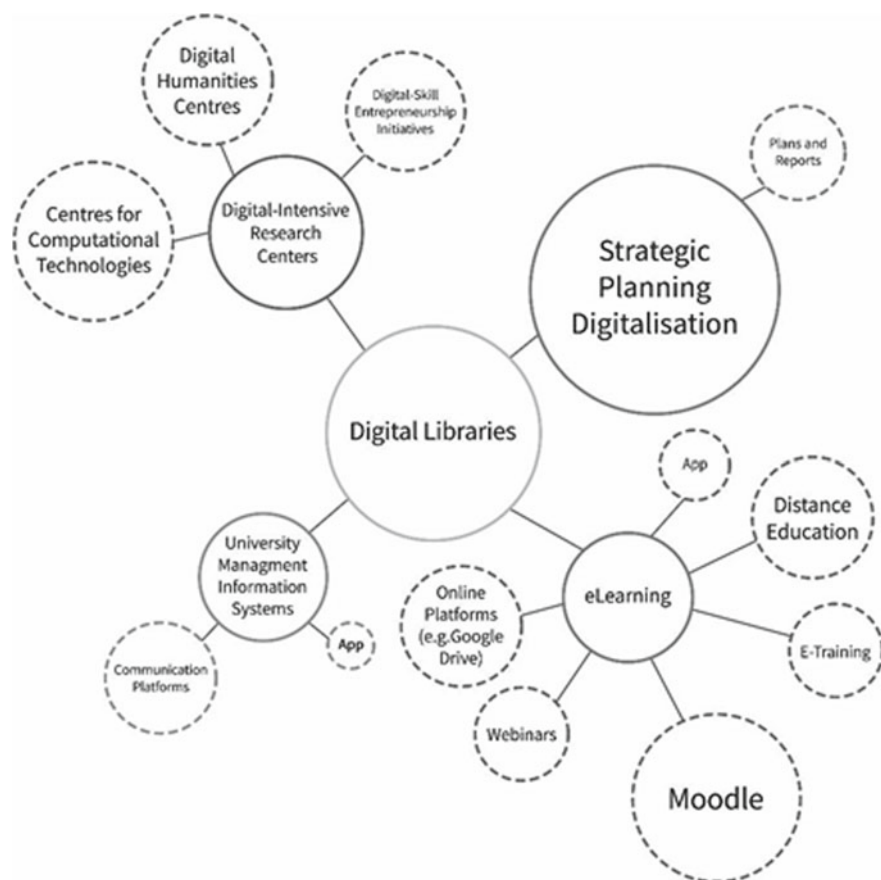 Digital
Humanities
Centres
Digital-Skill
Entrepreneurship
Initiatives
Plans and
Reports
Centres for
Computational
Technologies
Digital-Intensive
Research
Centers
Strategic
Planning
Digitalisation
Digital Libraries
App
Distance
Education
University
Managment
Information
Systems
Online
Platforms
(e.g.Google
Drive)
eLearning
App
E-Training
Communication
Platforms
Webinars
Moodle